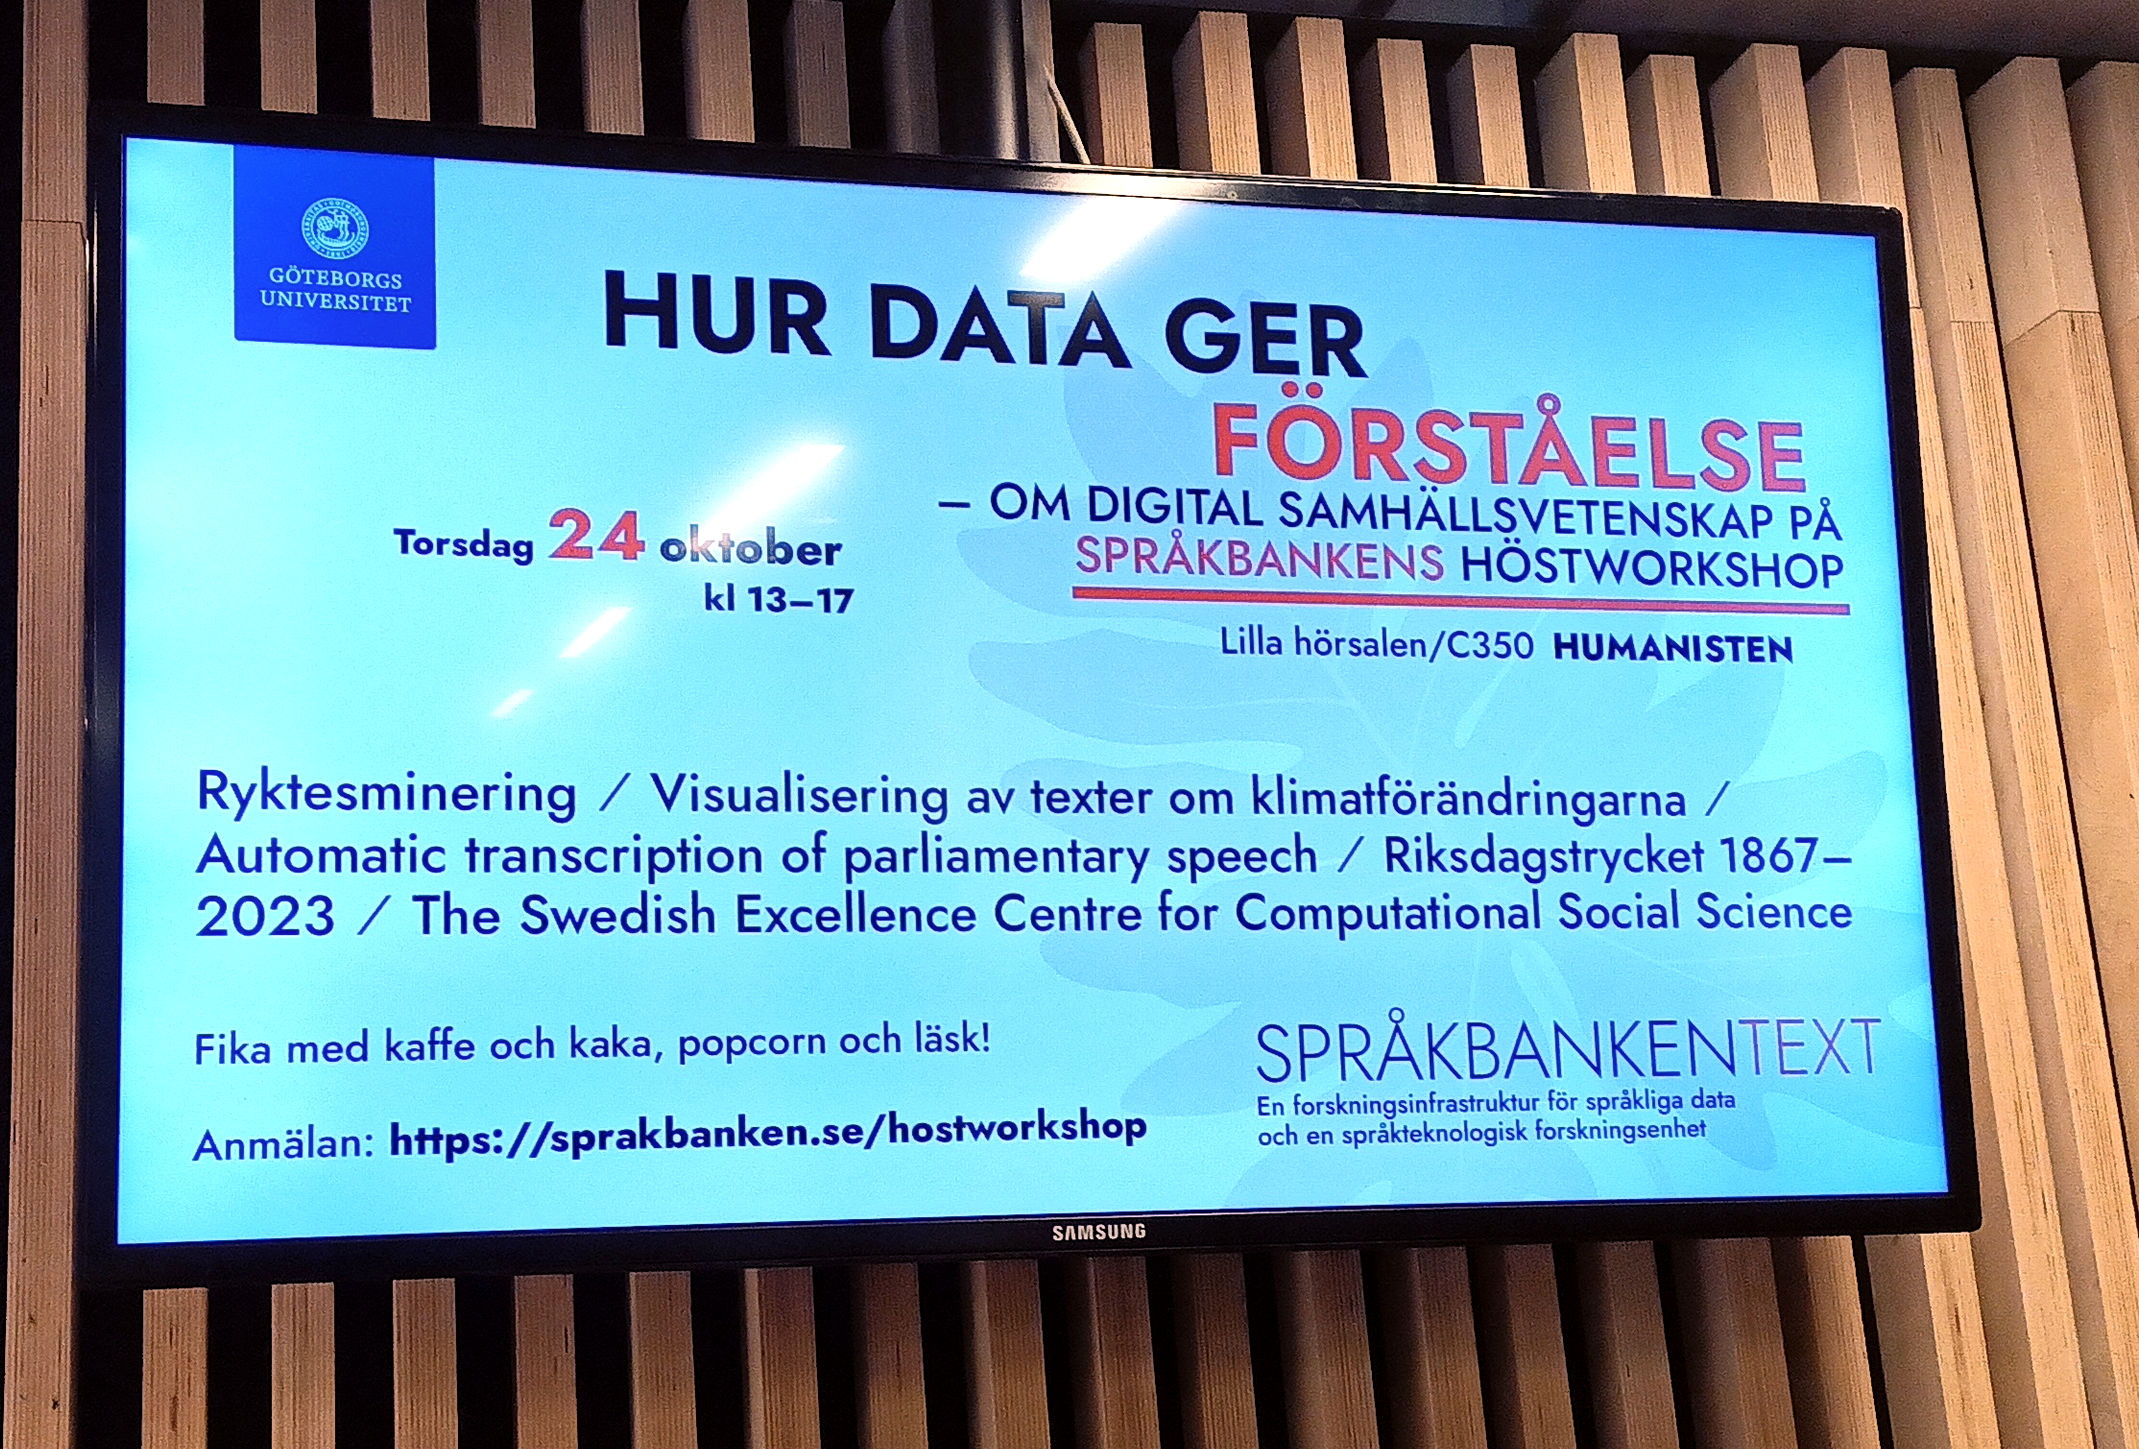 GÖTEBORGS
UNIVERSITET
HUR DATA GER
FÖRSTÅELSE
– OM DIGITAL SAMHÄLLSVETENSKAP PÅ
SPRÅKBANKENS HÖSTWORKSHOP
Torsdag 24 oktober
kl 13–17
Lilla hörsalen/C350 HUMANISTEN
Ryktesminering / Visualisering av texter om klimatförändringarna /
Automatic transcription of parliamentary speech / Riksdagstrycket 1867–
2023 / The Swedish Excellence Centre for Computational Social Science
Fika med kaffe och kaka, popcorn och läsk!
Anmälan: https://sprakbanken.se/hostworkshop
SPRÅKBANKENTEXT
En forskningsinfrastruktur för språkliga data
och en språkteknologisk forskningsenhet
SAMSUNG